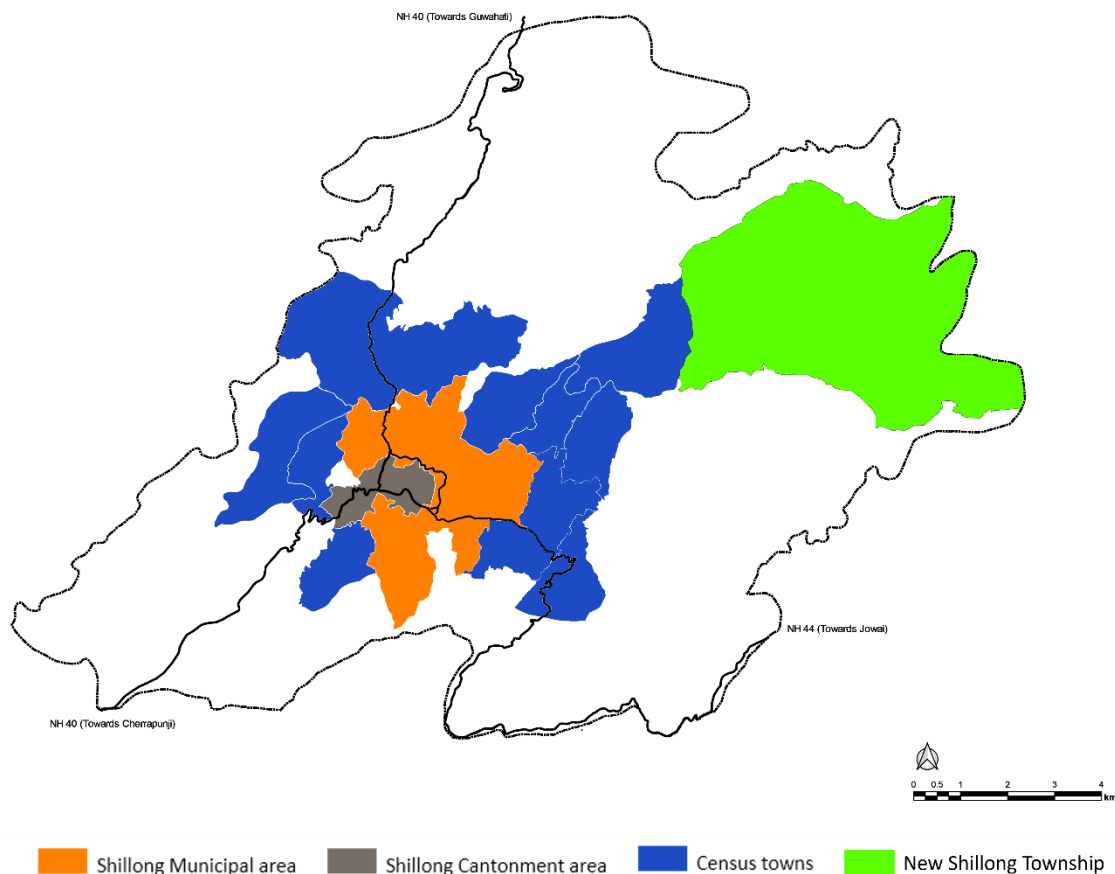 NH 40 (Towards Guwahati)
NH 44 (Towards Jowai)
NH 40 (Towards Cherrapunji)
0 0.5 1 2 3 4
km
Shillong Municipal area
Shillong Cantonment area
Census towns
New Shillong Township